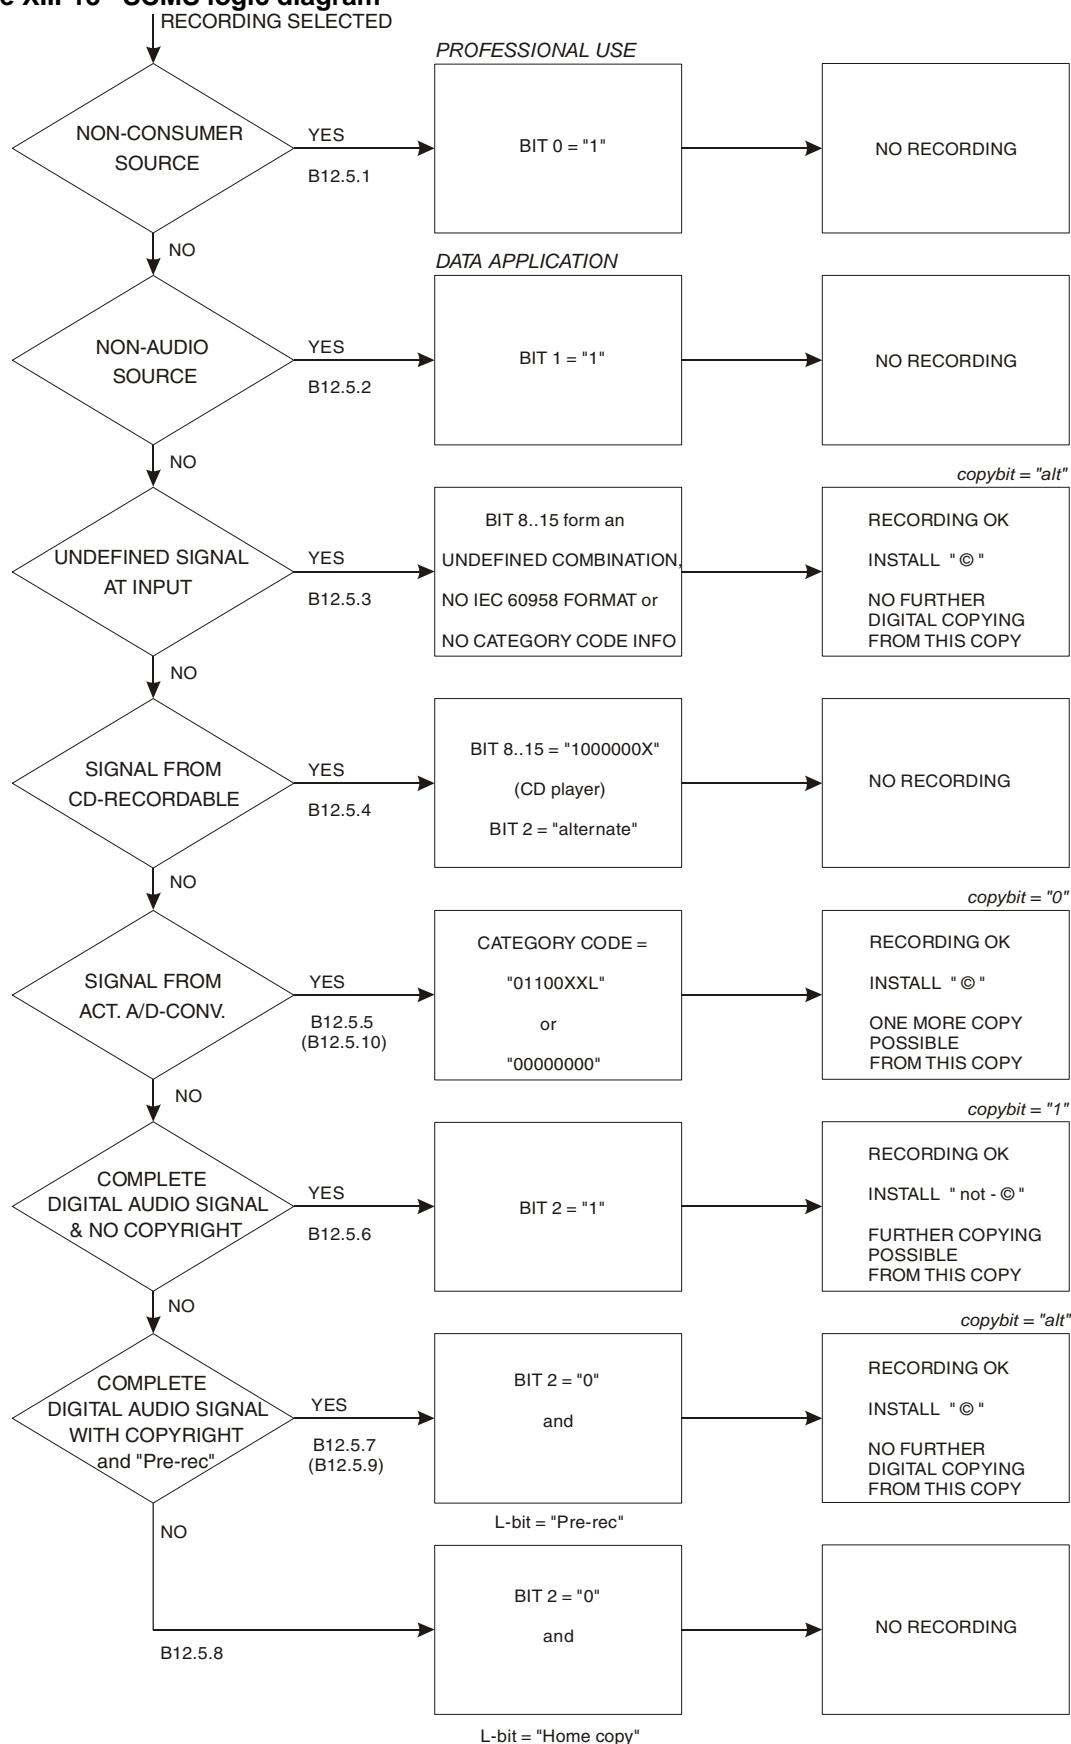 SCMS logic diagram
RECORDING SELECTED
PROFESSIONAL USE
NON-CONSUMER
SOURCE
YES
B12.5.1
BIT 0 = "1"
NO RECORDING
NO
DATA APPLICATION
NON-AUDIO
SOURCE
YES
B12.5.2
BIT 1 = "1"
NO RECORDING
NO
copybit = "alt"
UNDEFINED SIGNAL
AT INPUT
YES
B12.5.3
BIT 8..15 form an
UNDEFINED COMBINATION,
NO IEC 60958 FORMAT or
NO CATEGORY CODE INFO
RECORDING OK
INSTALL " © "
NO FURTHER
DIGITAL COPYING
FROM THIS COPY
NO
SIGNAL FROM
CD-RECORDABLE
YES
B12.5.4
BIT 8..15 = "1000000X"
(CD player)
BIT 2 = "alternate"
NO RECORDING
NO
copybit = "0"
SIGNAL FROM
ACT. A/D-CONV.
YES
B12.5.5
(B12.5.10)
CATEGORY CODE =
"01100XXL"
or
"00000000"
RECORDING OK
INSTALL " © "
ONE MORE COPY
POSSIBLE
FROM THIS COPY
NO
copybit = "1"
COMPLETE
DIGITAL AUDIO SIGNAL
& NO COPYRIGHT
YES
B12.5.6
BIT 2 = "1"
RECORDING OK
INSTALL " not - © "
FURTHER COPYING
POSSIBLE
FROM THIS COPY
NO
copybit = "alt"
COMPLETE
DIGITAL AUDIO SIGNAL
WITH COPYRIGHT
and "Pre-rec"
YES
B12.5.7
(B12.5.9)
BIT 2 = "0"
and
L-bit = "Pre-rec"
RECORDING OK
INSTALL " © "
NO FURTHER
DIGITAL COPYING
FROM THIS COPY
NO
B12.5.8
BIT 2 = "0"
and
L-bit = "Home copy"
NO RECORDING